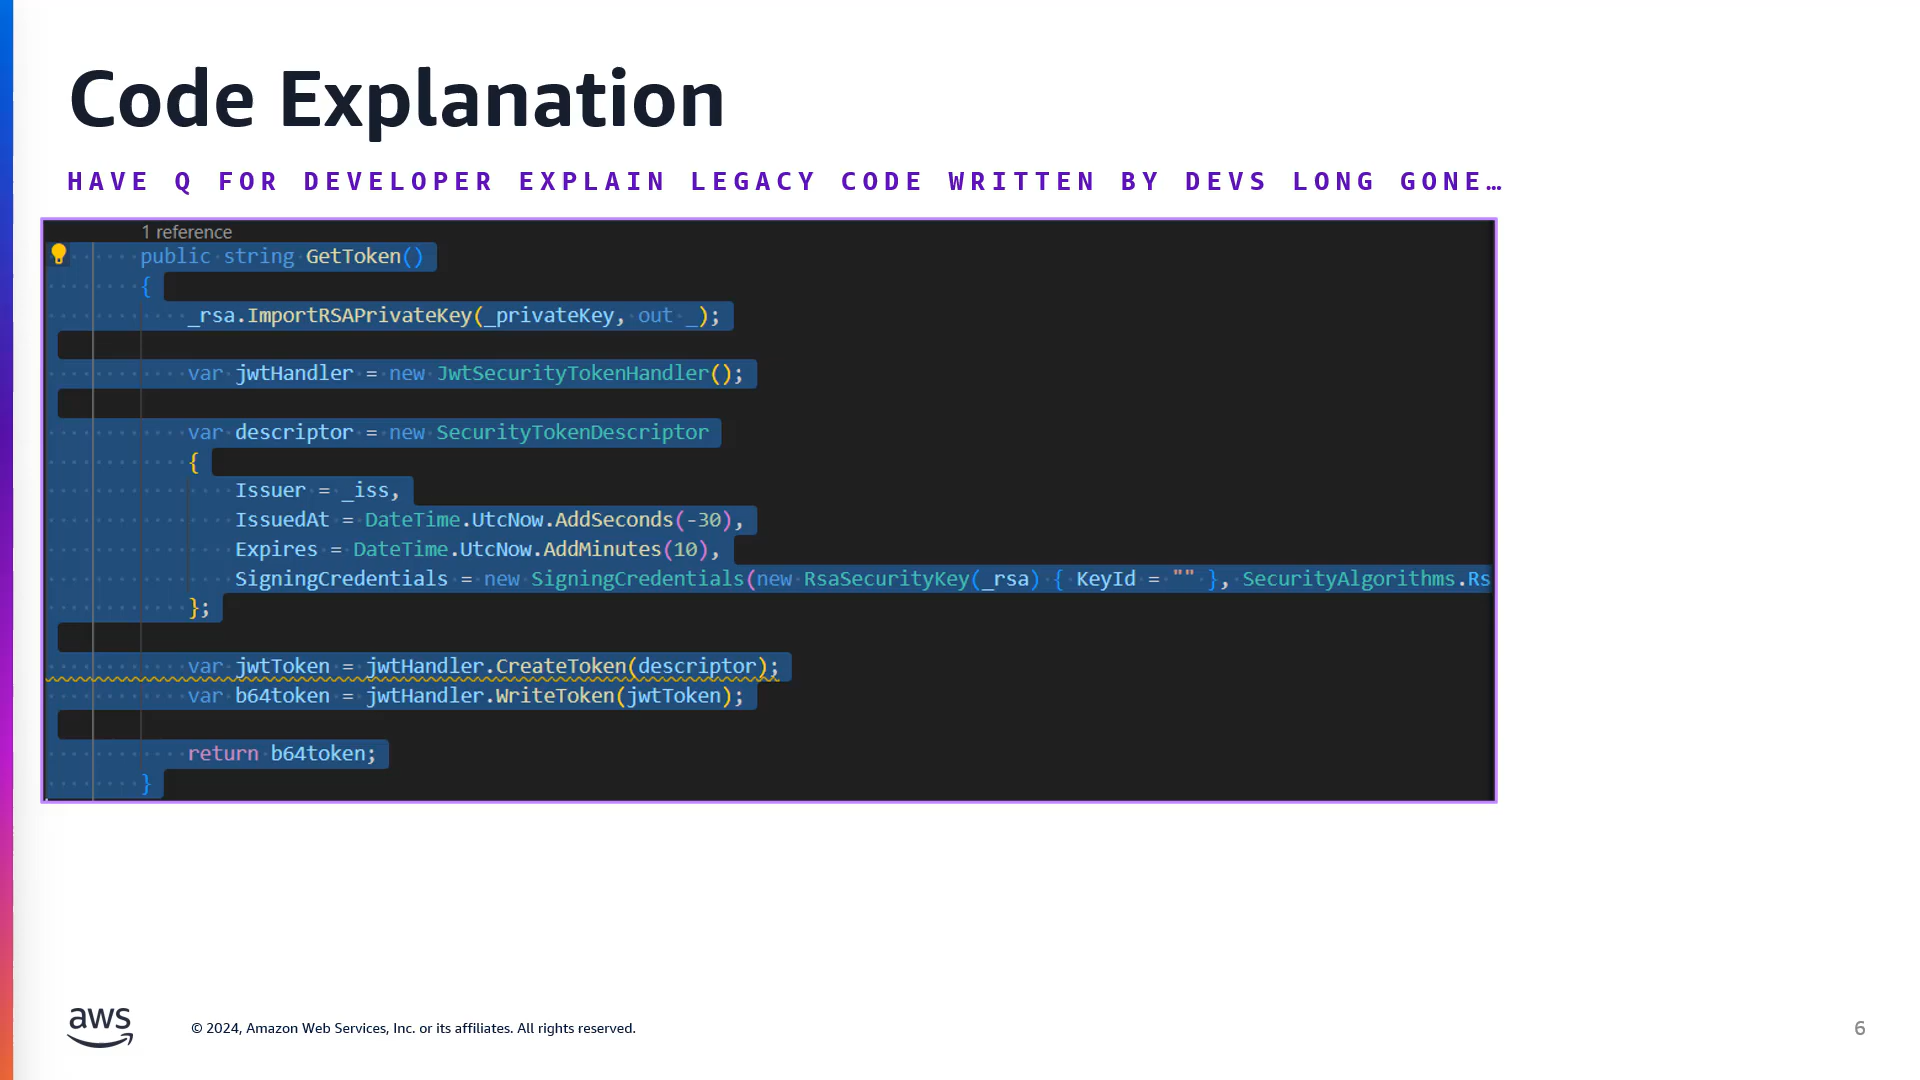 Code Explanation
HAVE Q FOR DEVELOPER EXPLAIN LEGACY CODE WRITTEN BY DEVS LONG GONE…
1 reference
public string GetToken()
{
_rsa.ImportRSAPrivateKey(_privateKey, out _);
var jwtHandler = new JwtSecurityTokenHandler();
var descriptor = new SecurityTokenDescriptor
{
Issuer = _iss,
IssuedAt = DateTime.UtcNow.AddSeconds(-30),
Expires = DateTime.UtcNow.AddMinutes(10),
SigningCredentials = new SigningCredentials(new RsaSecurityKey(_rsa) { KeyId = "" }, SecurityAlgorithms.Rs
};
var jwtToken = jwtHandler.CreateToken(descriptor);
var b64token = jwtHandler.WriteToken(jwtToken);
return b64token;
}
aws
© 2024, Amazon Web Services, Inc. or its affiliates. All rights reserved.
6